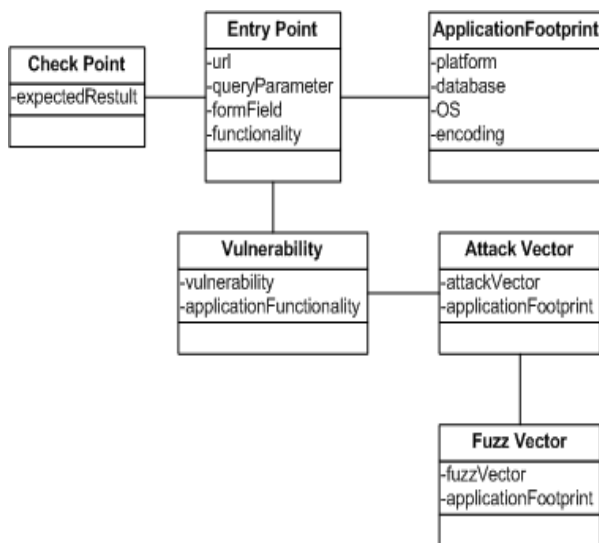 Check Point
-expectedRestult
Entry Point
-url
-queryParameter
-formField
-functionality
ApplicationFootprint
-platform
-database
-OS
-encoding
Vulnerability
-vulnerability
-applicationFunctionality
Attack Vector
-attackVector
-applicationFootprint
Fuzz Vector
-fuzzVector
-applicationFootprint